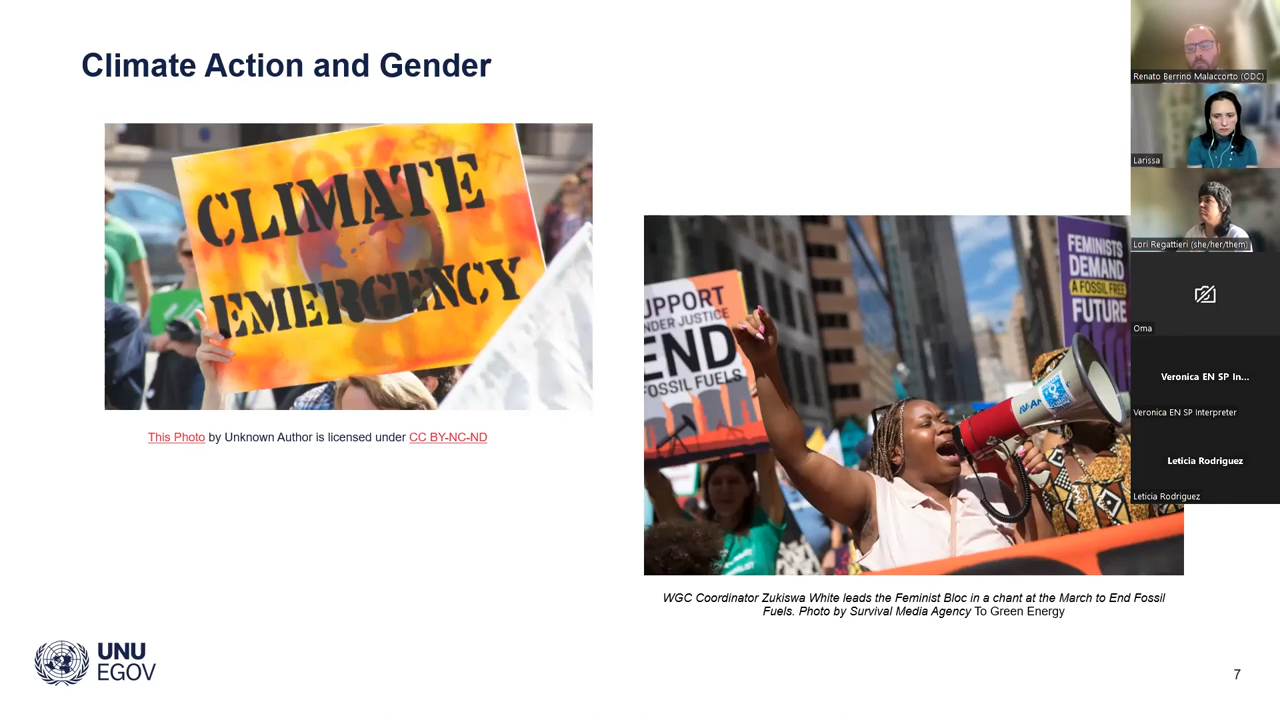 Climate Action and Gender
CLIMATE
EMERGENCY
This Photo by Unknown Author is licensed under CC BY-NC-ND
UPPORT
NDER JUSTICE
END
FOSSIL FUELS
FEMINISTS
DEMAND
A FOSSIL FREE
FUTURE
WGC Coordinator Zukiswa White leads the Feminist Bloc in a chant at the March to End Fossil
Fuels. Photo by Survival Media Agency To Green Energy
UNU
EGOV
7
Renato Berrino Malaccorto (ODC)
Larissa
Lori Regattieri (she/her/them)
Oma
Veronica EN SP In...
Veronica EN SP Interpreter
Leticia Rodriguez
Leticia Rodriguez